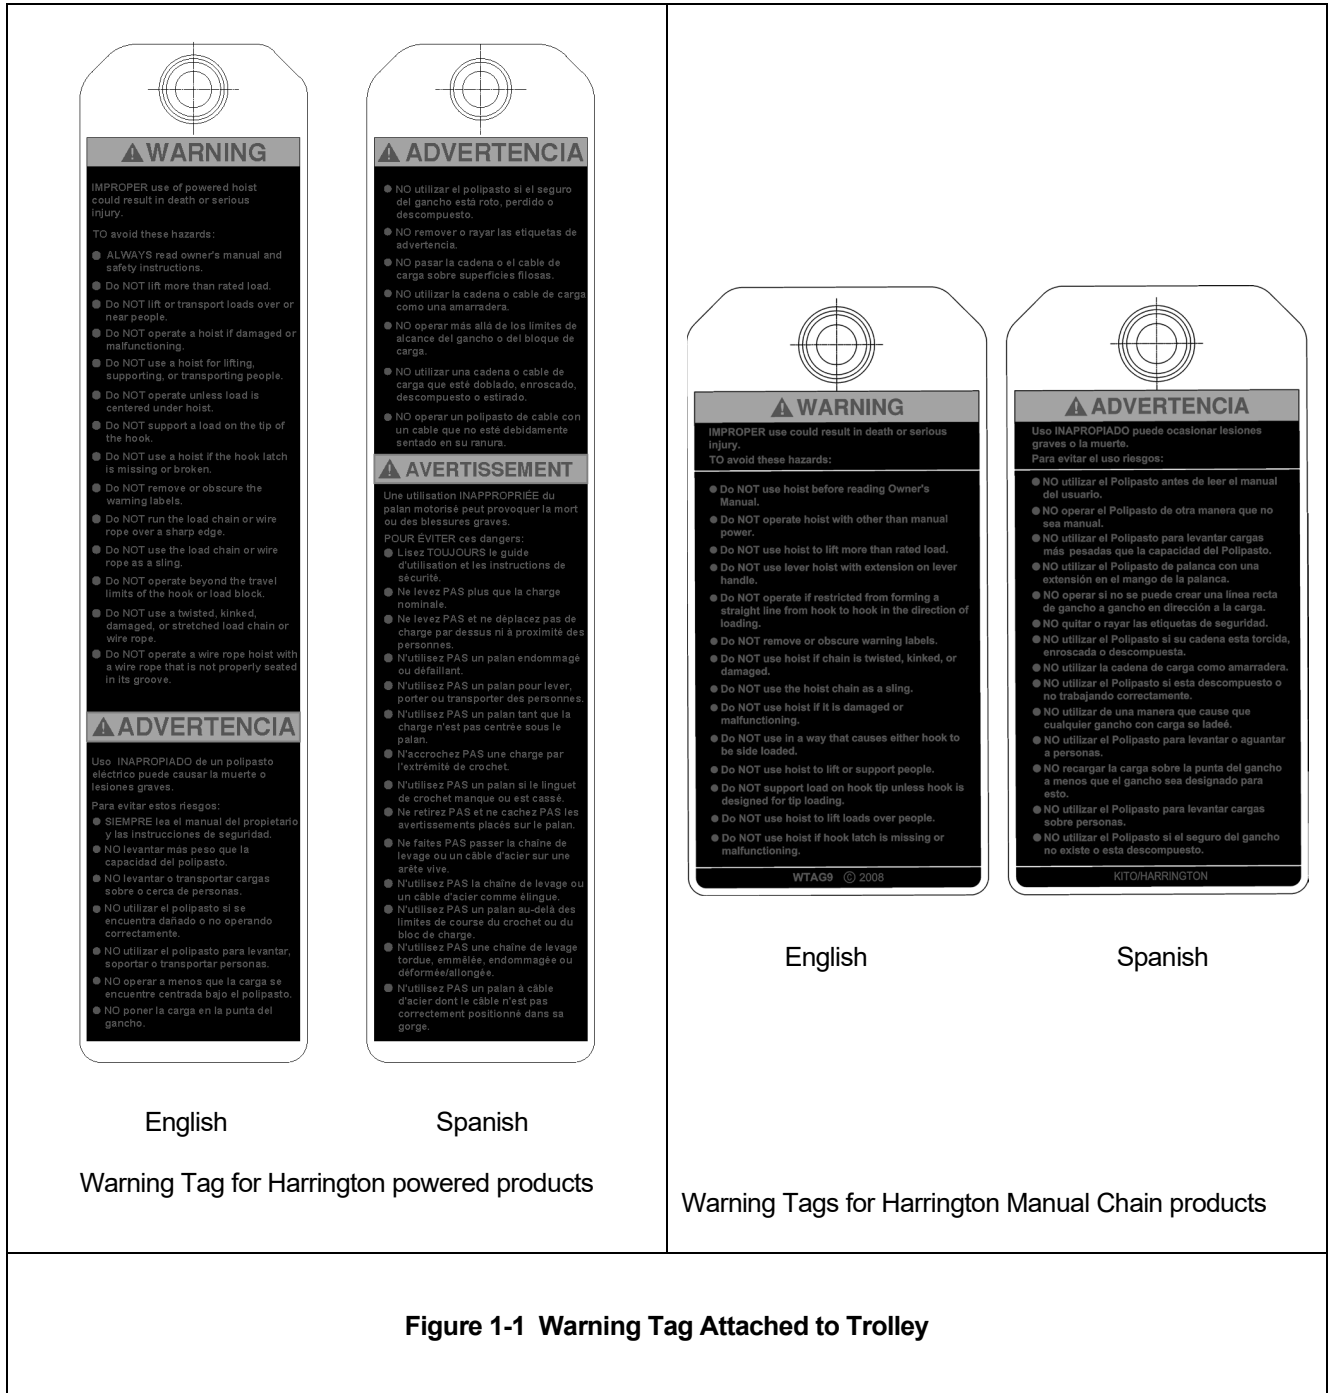 WARNING
IMPROPER use of powered hoist
could result in death or serious
injury.
TO avoid these hazards:
● ALWAYS read owner's manual and
safety instructions.
● Do NOT lift more than rated load.
● Do NOT lift or transport loads over or
near people.
● Do NOT operate a hoist if damaged or
malfunctioning.
● Do NOT use a hoist for lifting,
supporting, or transporting people.
● Do NOT operate unless load is
centered under hoist.
● Do NOT support a load on the tip of
the hook.
● Do NOT use a hoist if the hook latch
is missing or broken.
● Do NOT remove or obscure the
warning labels.
● Do NOT run the load chain or wire
rope over a sharp edge.
● Do NOT use the load chain or wire
rope as a sling.
● Do NOT operate beyond the travel
limits of the hook or load block.
● Do NOT use a twisted, kinked,
damaged, or stretched load chain or
wire rope.
● Do NOT operate a wire rope hoist with
a wire rope that is not properly seated
in its groove.
ADVERTENCIA
Uso INAPROPIADO de un polipasto
eléctrico puede causar la muerte o
lesiones graves.
Para evitar estos riesgos:
● SIEMPRE lea el manual del propietario
y las instrucciones de seguridad.
● NO levantar más peso que la
capacidad del polipasto.
● NO levantar o transportar cargas
sobre o cerca de personas.
● NO utilizar el polipasto si se
encuentra dañado o no operando
correctamente.
● NO utilizar el polipasto para levantar,
soportar o transportar personas.
● NO operar a menos que la carga se
encuentre centrada bajo el polipasto.
● NO poner la carga en la punta del
gancho.
English
ADVERTENCIA
● NO utilizar el polipasto si el seguro
del gancho está roto, perdido o
descompuesto.
● NO remover o rayar las etiquetas de
advertencia.
● NO pasar la cadena o el cable de
carga sobre superficies filosas.
● NO utilizar la cadena o cable de carga
como una amarradera.
● NO operar más allá de los límites de
alcance del gancho o del bloque de
carga.
● NO utilizar una cadena o cable de
carga que esté doblado, enroscado,
descompuesto o estirado.
● NO operar un polipasto de cable con
un cable que no esté debidamente
sentado en su ranura.
AVERTISSEMENT
Une utilisation INAPPROPRIÉE du
palan motorisé peut provoquer la mort
ou des blessures graves.
POUR ÉVITER ces dangers:
● Lisez TOUJOURS le guide
d'utilisation et les instructions de
sécurité.
● Ne levez PAS plus que la charge
nominale.
● Ne levez PAS et ne déplacez pas de
charge par dessus ni à proximité des
personnes.
● N'utilisez PAS un palan endommagé
ou défaillant.
● N'utilisez PAS un palan pour lever,
porter ou transporter des personnes.
● N'utilisez PAS un palan tant que la
charge n'est pas centrée sous le
palan.
● N'accrochez PAS une charge par
l'extrémité de crochet.
● N'utilisez PAS un palan si le linguet
de crochet manque ou est cassé.
● Ne retirez PAS et ne cachez PAS les
avertissements placés sur le palan.
● Ne faites PAS passer la chaîne de
levage ou un câble d'acier sur une
arête vive.
● N'utilisez PAS la chaîne de levage ou
un câble d'acier comme élingue.
● N'utilisez PAS un palan au-delà des
limites de course du crochet ou du
bloc de charge.
● N'utilisez PAS une chaîne de levage
tordue, emmêlée, endommagée ou
déformée/allongée.
● N'utilisez PAS un palan à câble
d'acier dont le câble n'est pas
correctement positionné dans sa
gorge.
Spanish
Warning Tag for Harrington powered products
WARNING
IMPROPER use could result in death or serious
injury.
TO avoid these hazards:
● Do NOT use hoist before reading Owner's
Manual.
● Do NOT operate hoist with other than manual
power.
● Do NOT use hoist to lift more than rated load.
● Do NOT use lever hoist with extension on lever
handle.
● Do NOT operate if restricted from forming a
straight line from hook to hook in the direction of
loading.
● Do NOT remove or obscure warning labels.
● Do NOT use hoist if chain is twisted, kinked, or
damaged.
● Do NOT use the hoist chain as a sling.
● Do NOT use hoist if it is damaged or
malfunctioning.
● Do NOT use in a way that causes either hook to
be side loaded.
● Do NOT use hoist to lift or support people.
● Do NOT support load on hook tip unless hook is
designed for tip loading.
● Do NOT use hoist to lift loads over people.
● Do NOT use hoist if hook latch is missing or
malfunctioning.
WTAG9 © 2008
English
ADVERTENCIA
Uso INAPROPIADO puede ocasionar lesiones
graves o la muerte.
Para evitar el uso riesgos:
● NO utilizar el Polipasto antes de leer el manual
del usuario.
● NO operar el Polipasto de otra manera que no
sea manual.
● NO utilizar el Polipasto para levantar cargas
más pesadas que la capacidad del Polipasto.
● NO utilizar el Polipasto de palanca con una
extensión en el mango de la palanca.
● NO operar si no se puede crear una línea recta
de gancho a gancho en dirección a la carga.
● NO quitar o rayar las etiquetas de seguridad.
● NO utilizar el Polipasto si su cadena esta torcida,
enroscada o descompuesta.
● NO utilizar la cadena de carga como amarradera.
● NO utilizar el Polipasto si esta descompuesto o
no trabajando correctamente.
● NO utilizar de una manera que cause que
cualquier gancho con carga se ladeé.
● NO utilizar el Polipasto para levantar o aguantar
a personas.
● NO recargar la carga sobre la punta del gancho
a menos que el gancho sea designado para
esto.
● NO utilizar el Polipasto para levantar cargas
sobre personas.
● NO utilizar el Polipasto si el seguro del gancho
no existe o esta descompuesto.
KITO/HARRINGTON
Spanish
Warning Tags for Harrington Manual Chain products
Figure 1-1 Warning Tag Attached to Trolley